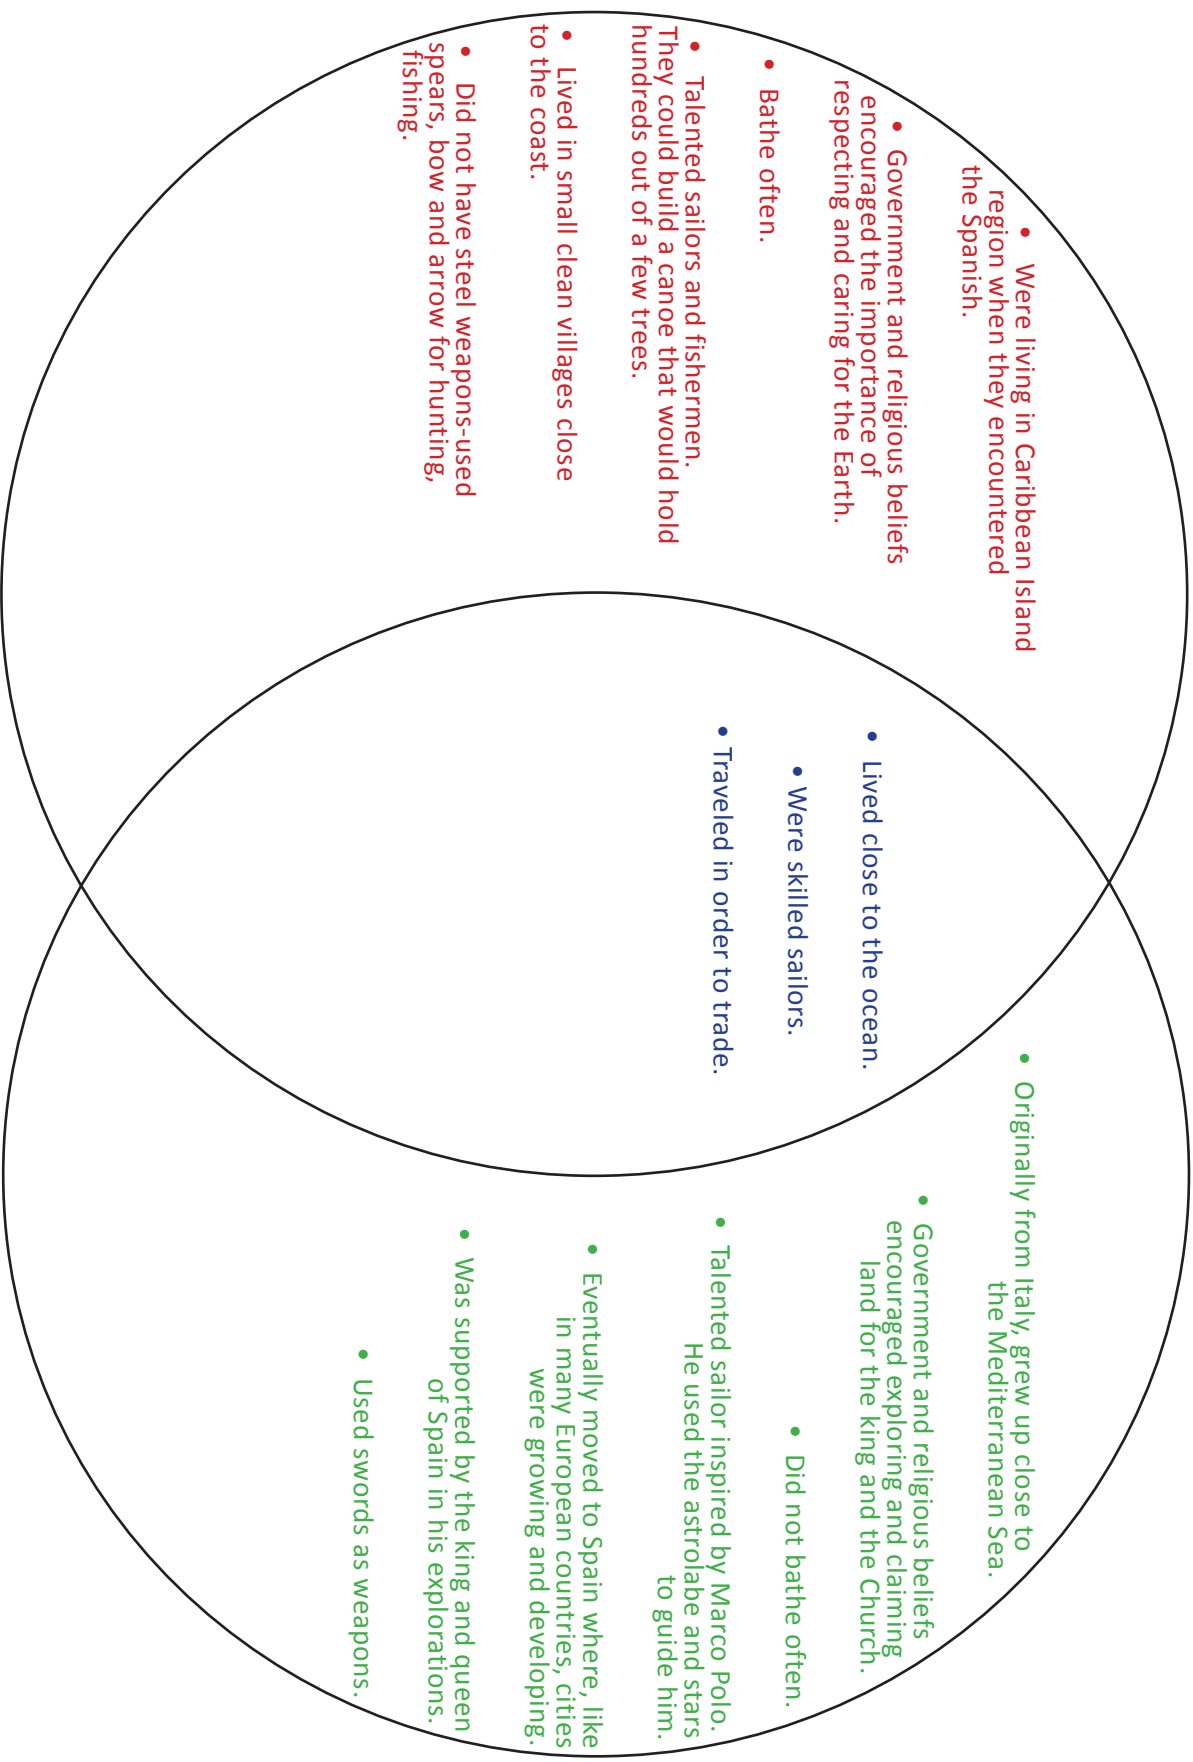 • Were living in Caribbean Island
region when they encountered
the Spanish.
• Government and religious beliefs
encouraged the importance of
respecting and caring for the Earth.
• Bathe often.
• Talented sailors and fishermen.
They could build a canoe that would hold
hundreds out of a few trees.
• Lived in small clean villages close
to the coast.
• Did not have steel weapons-used
spears, bow and arrow for hunting,
fishing.
• Lived close to the ocean.
• Were skilled sailors.
• Traveled in order to trade.
• Originally from Italy, grew up close to
the Mediterranean Sea.
• Government and religious beliefs
encouraged exploring and claiming
land for the king and the Church.
• Did not bathe often.
• Talented sailor inspired by Marco Polo.
He used the astrolabe and stars
to guide him.
• Eventually moved to Spain where, like
in many European countries, cities
were growing and developing.
• Was supported by the king and queen
of Spain in his explorations.
• Used swords as weapons.